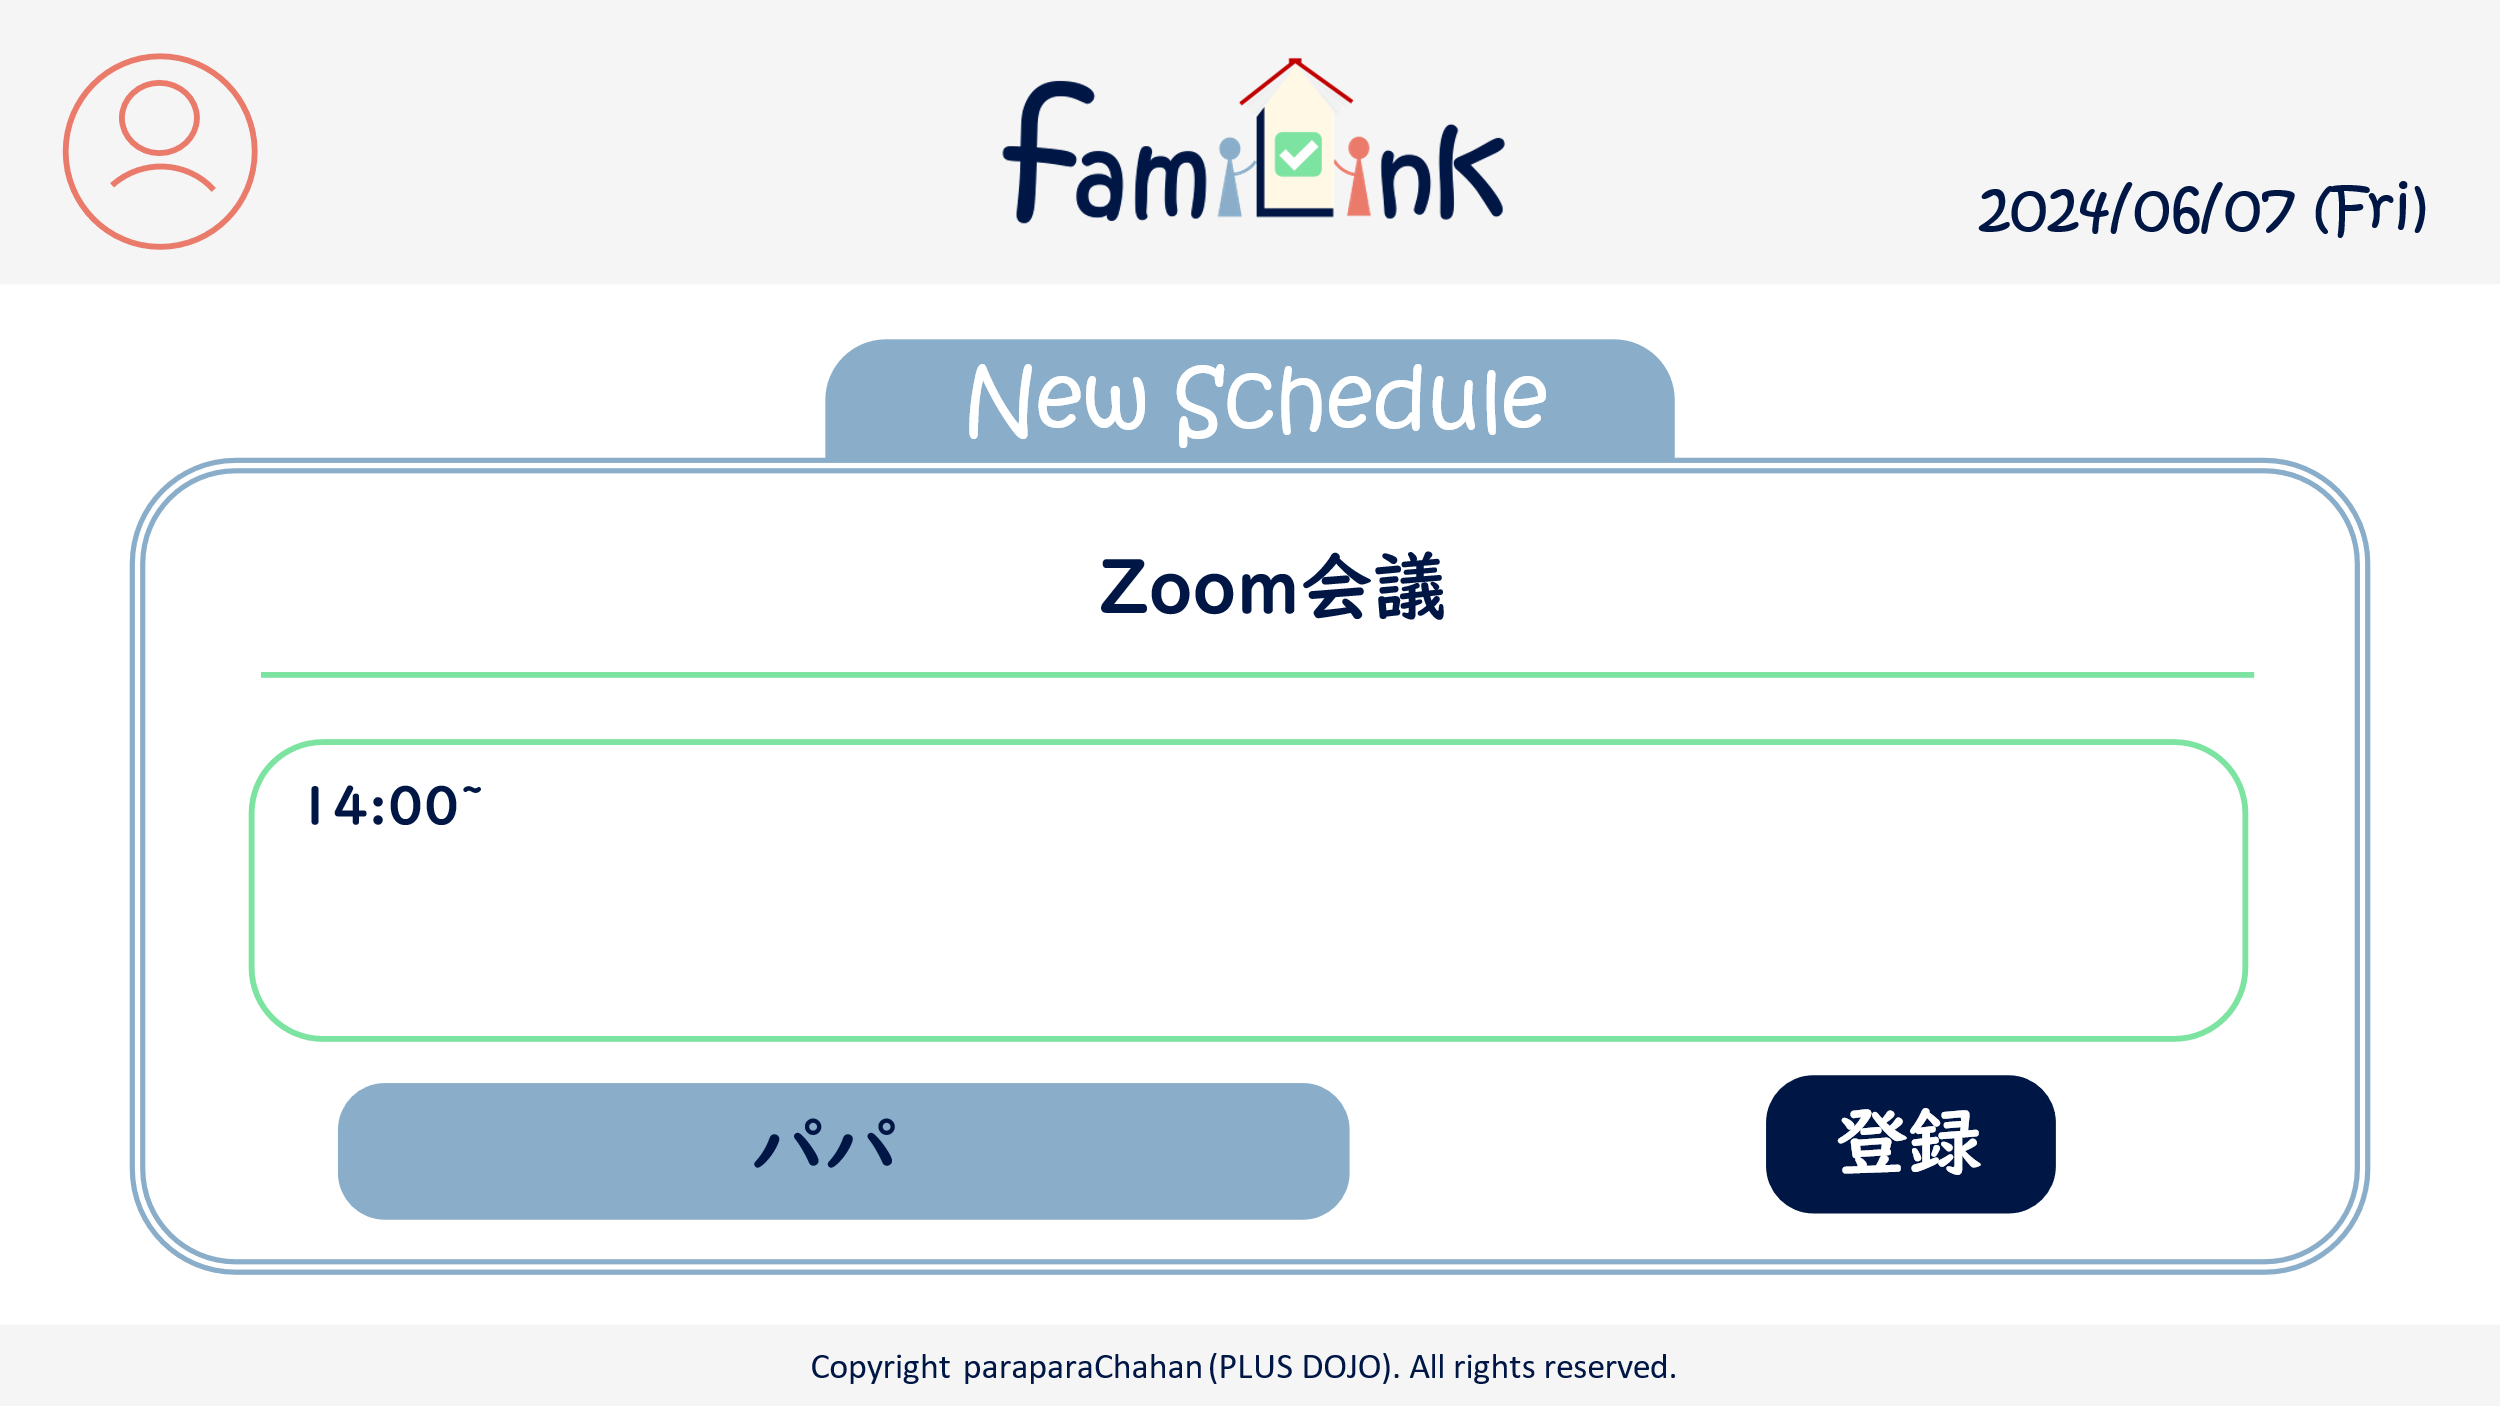 FamiLink
2024/06/07 (Fri)
New Schedule
Zoom会議
14:00~
パパ
登録
Copyright paraparaChahan (PLUS DOJO). All rights reserved.